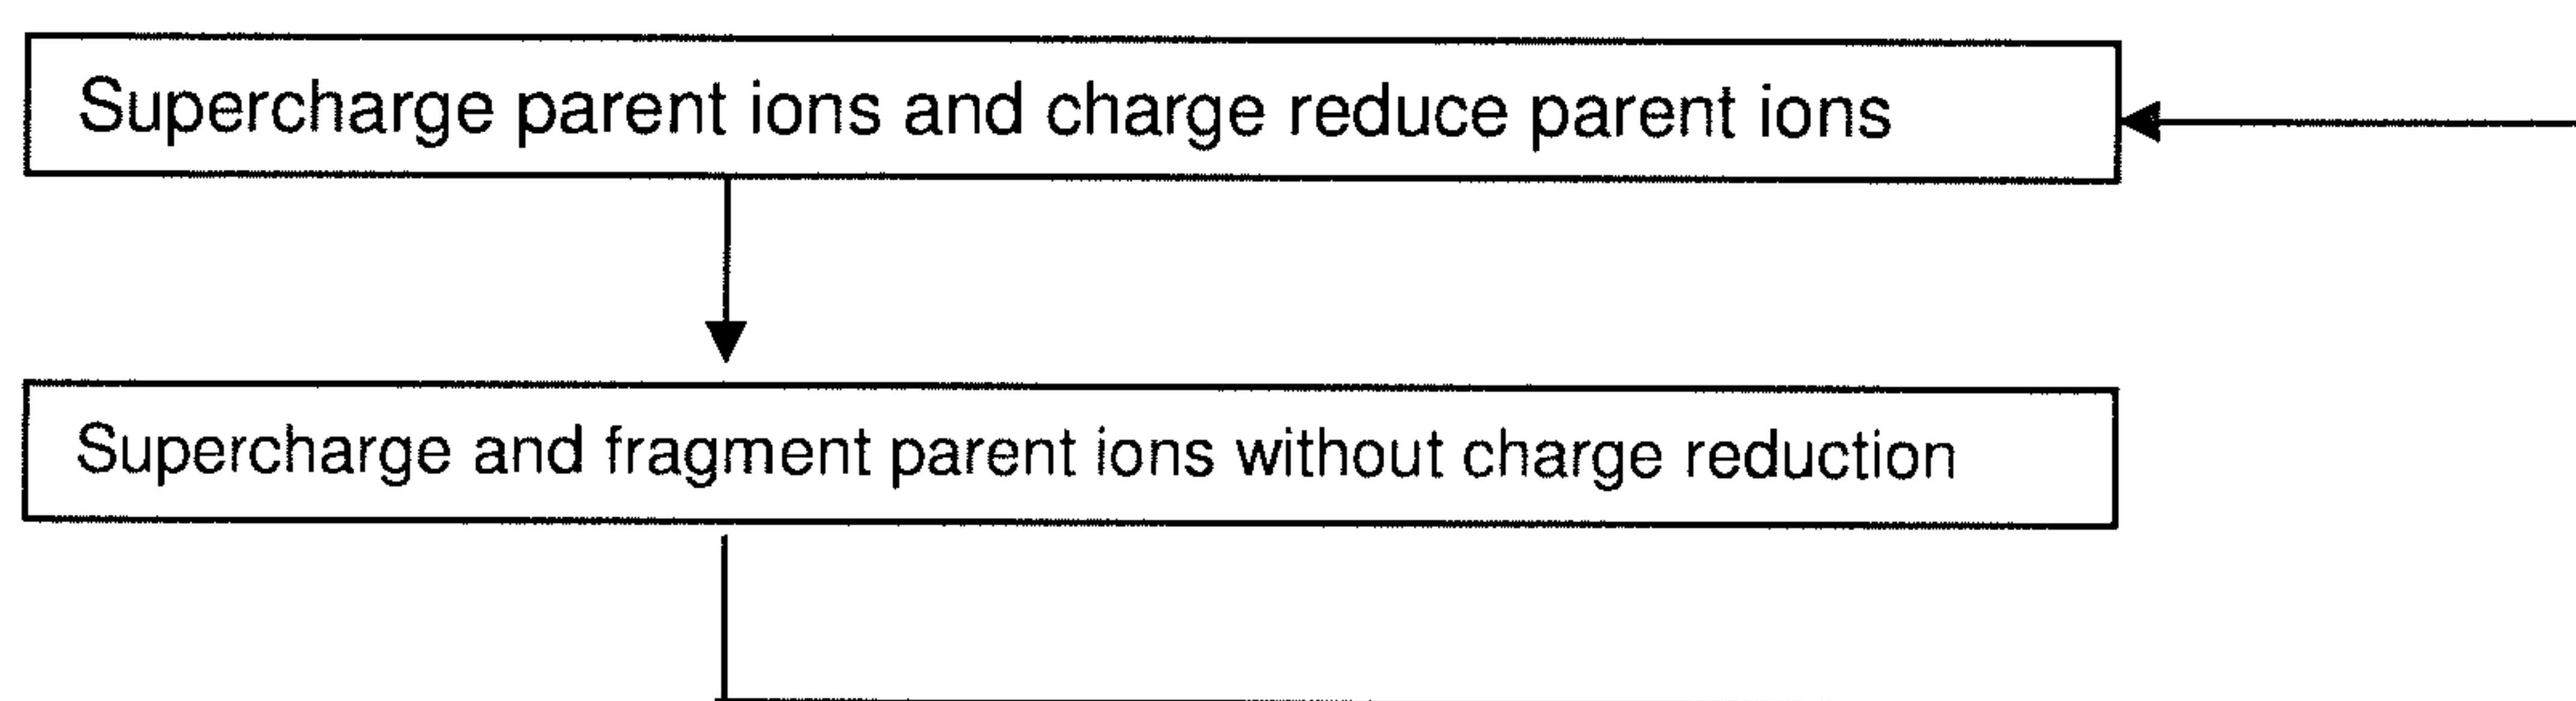 Supercharge parent ions and charge reduce parent ions
Supercharge and fragment parent ions without charge reduction